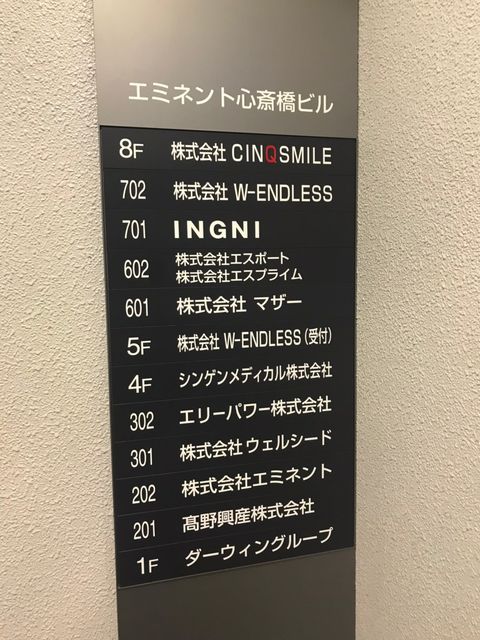 エミネント心斎橋ビル
8F 株式会社 CINQSMILE
702 株式会社 W-ENDLESS
701 INGNI
602 株式会社エスポート
株式会社エスプライム
601 株式会社 マザー
5F 株式会社 W-ENDLESS (受付)
4F シンゲンメディカル株式会社
302 エリーパワー株式会社
301 株式会社ウェルシード
202 株式会社エミネント
201 髙野興産株式会社
1F ダーウィングループ